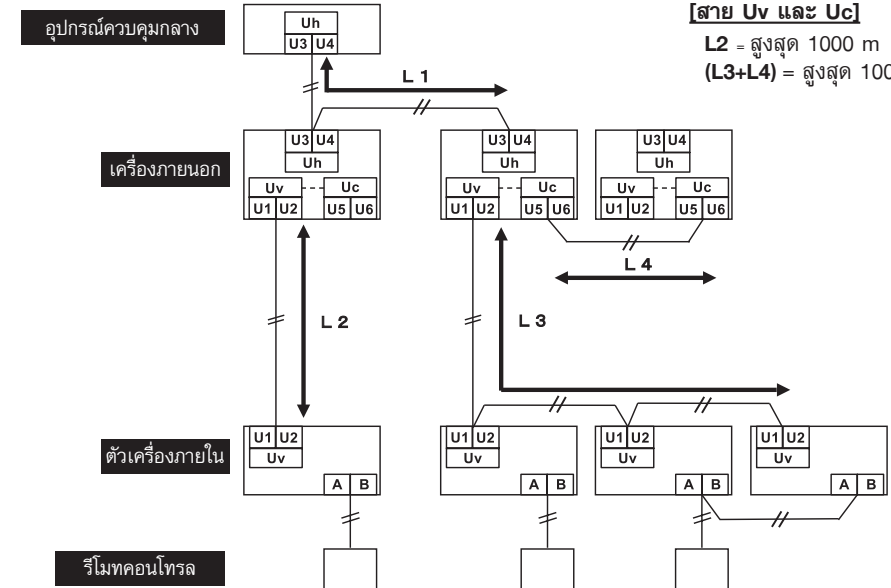 [สาย Uv และ Uc]
อุปกรณ์ควบคุมกลาง
Uh
U3 U4
L2 = สูงสุด 1000 m
(L3+L4) = สูงสุด 100
L 1
U3 U4
U3 U4
U3 U4
เครื่องภายนอก
Uh
Uh
Uh
Uv Uc
Uv Uc
Uv Uc
U1 U2 U5 U6
U1 U2 U5 U6
U1 U2 U5 U6
L 4
L 2
L 3
U1 U2
U1 U2
U1 U2
U1 U2
ตัวเครื่องภายใน
Uv
Uv
Uv
Uv
A B
A B
A B
A B
รีโมทคอนโทรล